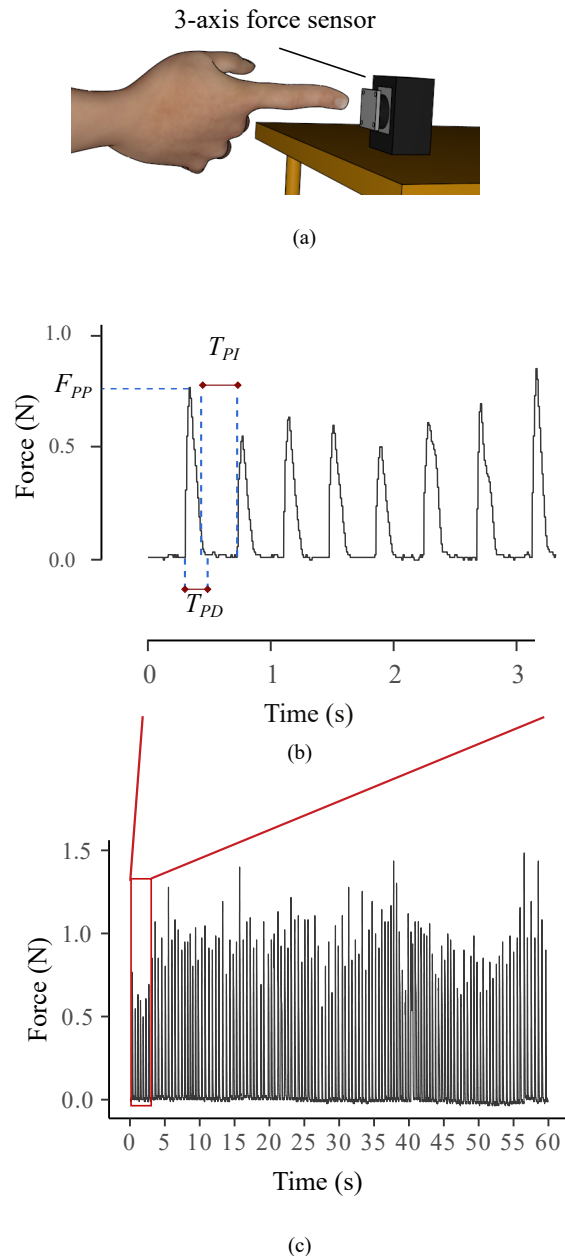 3-axis force sensor
(a)
1.0
T_PI
F_PP
0.5
Force (N)
0.0
T_PD
0 1 2 3
Time (s)
(b)
1.5
1.0
Force (N)
0.5
0.0
0 5 10 15 20 25 30 35 40 45 50 55 60
Time (s)
(c)